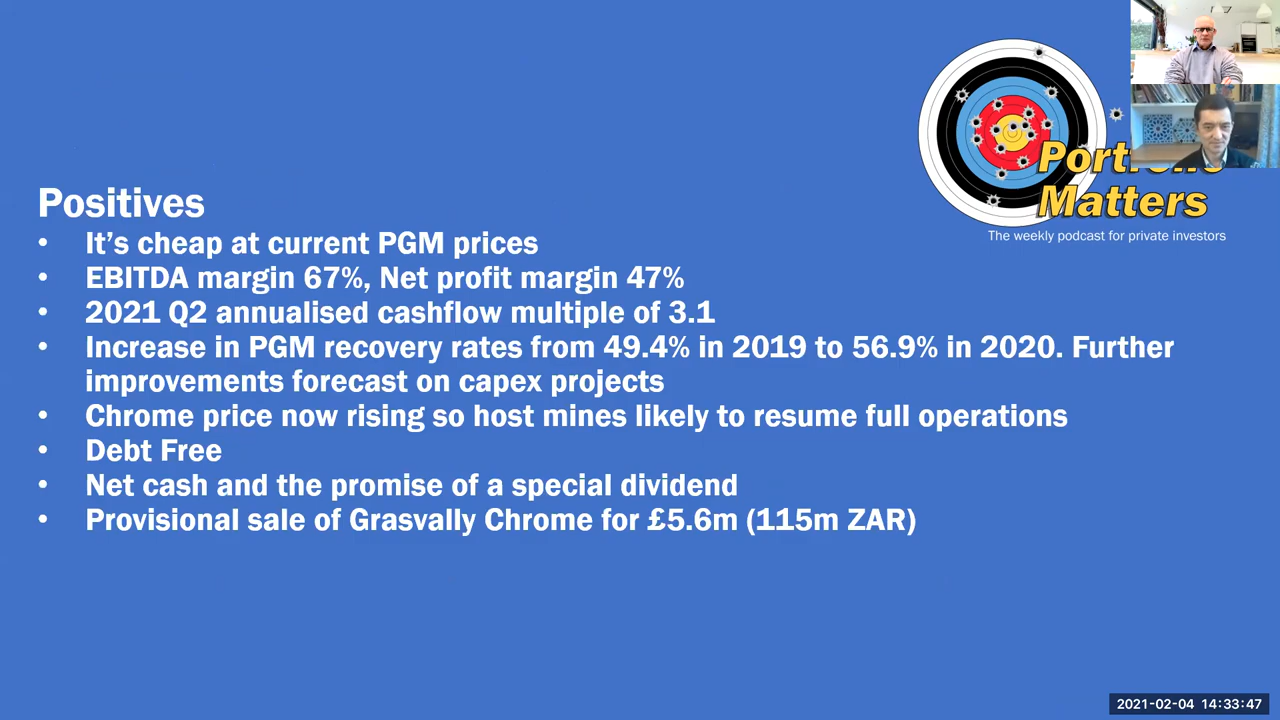 Portfolio
Matters
The weekly podcast for private investors
Positives
• It’s cheap at current PGM prices
• EBITDA margin 67%, Net profit margin 47%
• 2021 Q2 annualised cashflow multiple of 3.1
• Increase in PGM recovery rates from 49.4% in 2019 to 56.9% in 2020. Further
improvements forecast on capex projects
• Chrome price now rising so host mines likely to resume full operations
• Debt Free
• Net cash and the promise of a special dividend
• Provisional sale of Grasvally Chrome for £5.6m (115m ZAR)
2021-02-04 14:33:47